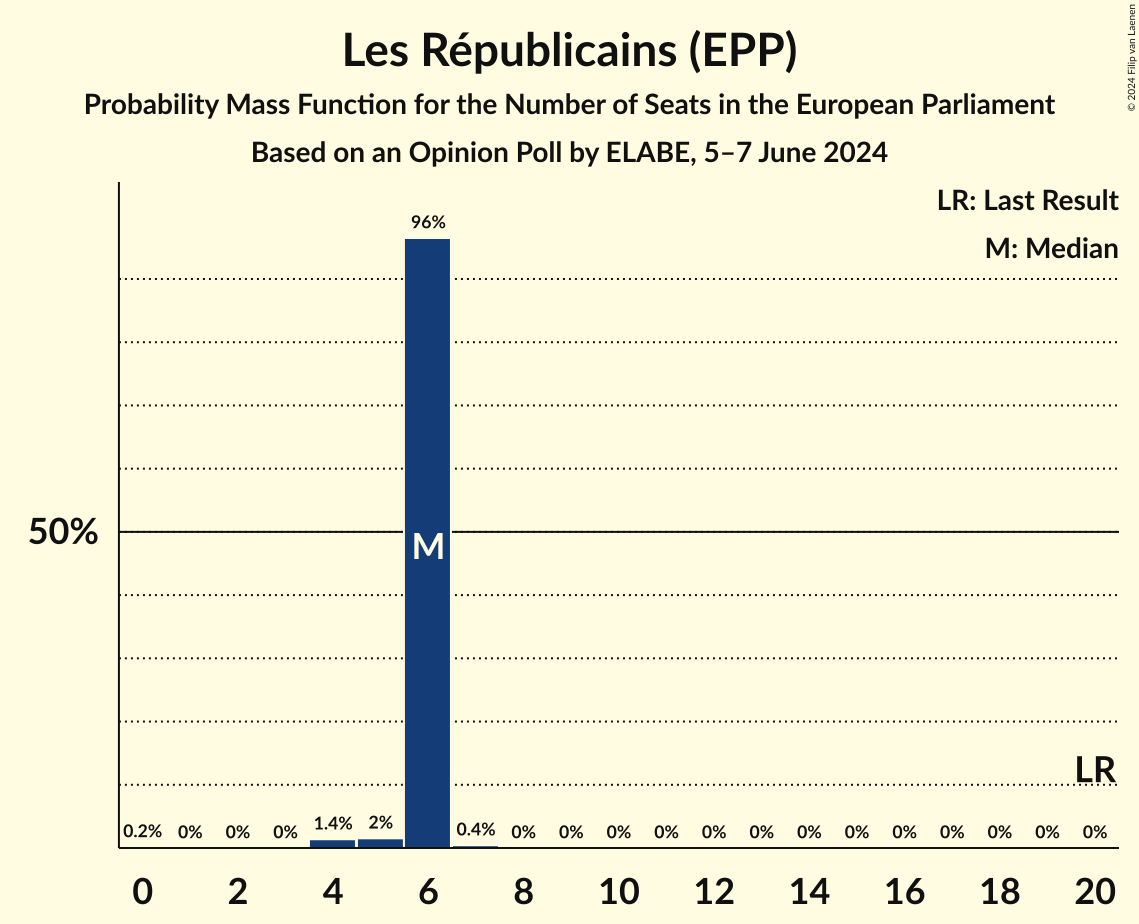 Les Républicains (EPP)
Probability Mass Function for the Number of Seats in the European Parliament
Based on an Opinion Poll by ELABE, 5–7 June 2024
© 2024 Filip van Laenen
LR: Last Result
M: Median
96%
50%
M
LR
0.2% 0% 0% 0% 1.4% 2% 0.4% 0% 0% 0% 0% 0% 0% 0% 0% 0% 0% 0% 0% 0%
0 2 4 6 8 10 12 14 16 18 20